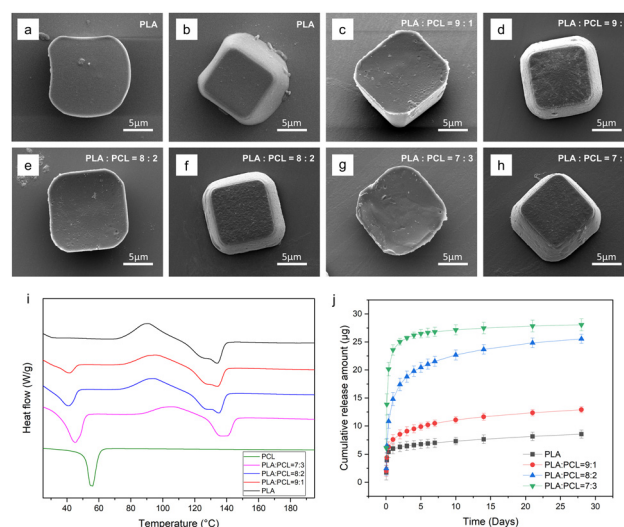 a
PLA
5μm
b
PLA
5μm
c
PLA : PCL = 9 : 1
5μm
d
PLA : PCL = 9 :
5μm
e
PLA : PCL = 8 : 2
5μm
f
PLA : PCL = 8 : 2
5μm
g
PLA : PCL = 7 : 3
5μm
h
PLA : PCL = 7 :
5μm
i
Heat flow (W/g)
PCL
PLA:PCL=7:3
PLA:PCL=8:2
PLA:PCL=9:1
PLA
20 40 60 80 100 120 140 160 180
Temperature (°C)
j
Cumulative release amount (μg)
35
30
25
20
15
10
5
0
PLA
PLA:PCL=9:1
PLA:PCL=8:2
PLA:PCL=7:3
0 5 10 15 20 25 30
Time (Days)